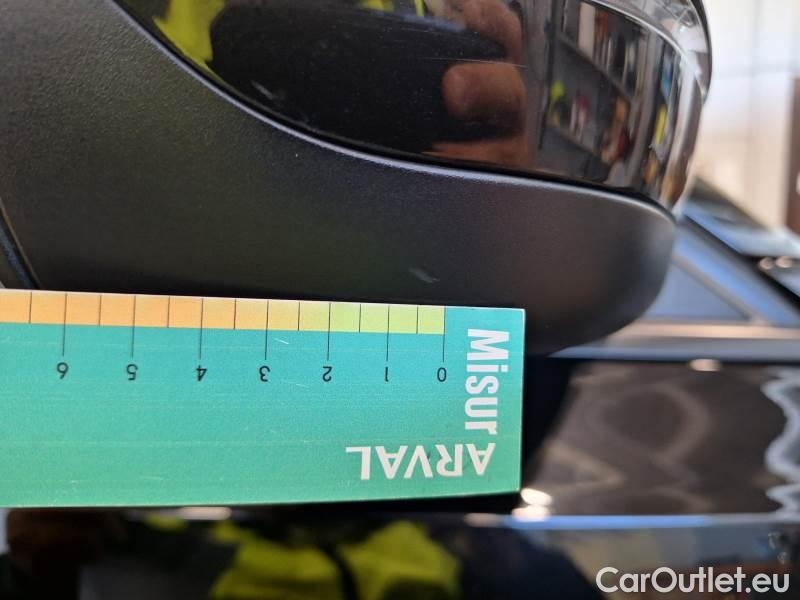 6 5 4 3 2 1 0
Misur
ARVAL
CarOutlet.eu